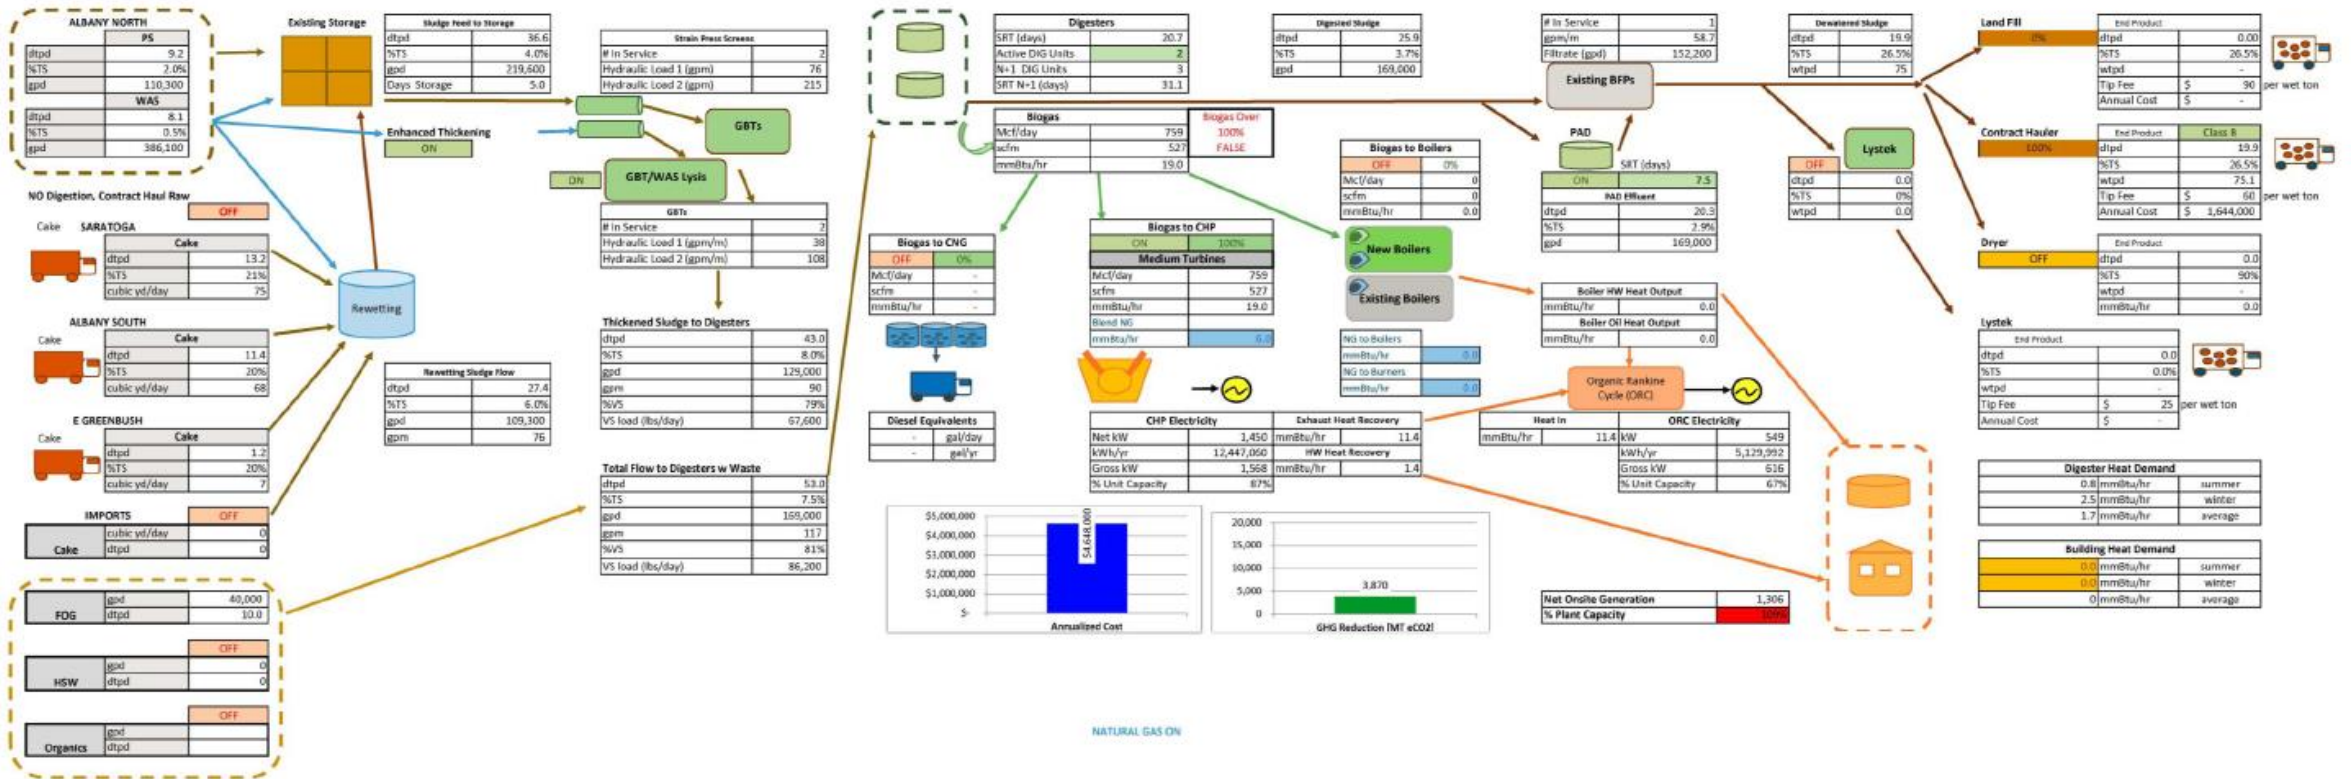 ALBANY NORTH
PS
dtpd 9.2
%TS 2.0%
gpd 110,300
WAS
dtpd 8.1
%TS 0.5%
gpd 386,100
NO Digestion, Contract Haul Raw
OFF
Cake SARATOGA
Cake
dtpd 13.2
%TS 21%
cubic yd/day 75
ALBANY SOUTH
Cake
Cake
dtpd 11.4
%TS 20%
cubic yd/day 68
E GREENBUSH
Cake
Cake
dtpd 1.2
%TS 20%
cubic yd/day 7
IMPORTS OFF
Cake
cubic yd/day 0
dtpd 0
FOG
gpd 40,000
dtpd 10.0
OFF
HSW
gpd 0
dtpd 0
OFF
Organics
gpd
dtpd
Existing Storage
Sludge Feed to Storage
dtpd 36.6
%TS 4.0%
gpd 219,600
Days Storage 5.0
Enhanced Thickening
ON
Rewetting
Rewetting Sludge Flow
dtpd 27.4
%TS 6.0%
gpd 109,300
gpm 76
Strain Press Screens
# In Service 2
Hydraulic Load 1 (gpm) 76
Hydraulic Load 2 (gpm) 215
GBTs
ON
GBT/WAS Lysis
GBTs
# In Service 2
Hydraulic Load 1 (gpm/m) 38
Hydraulic Load 2 (gpm/m) 108
Thickened Sludge to Digesters
dtpd 43.0
%TS 8.0%
gpd 129,000
gpm 90
%VS 79%
VS load (lbs/day) 67,600
Total Flow to Digesters w Waste
dtpd 53.0
%TS 7.5%
gpd 169,000
gpm 117
%VS 81%
VS load (lbs/day) 86,200
Digesters
SRT (days) 20.7
Active DIG Units 2
N+1 DIG Units 3
SRT N+1 (days) 31.1
Biogas
Mcf/day 759
scfm 527
mmBtu/hr 19.0
Biogas Over
100%
FALSE
Biogas to CNG
OFF 0%
Mcf/day -
scfm -
mmBtu/hr -
Diesel Equivalents
- gal/day
- gal/yr
Biogas to CHP
ON 100%
Medium Turbines
Mcf/day 759
scfm 527
mmBtu/hr 19.0
Blend NG
mmBtu/hr 6.0
CHP Electricity
Net kW 1,450
kWh/yr 12,447,060
Gross kW 1,568
% Unit Capacity 87%
Exhaust Heat Recovery
mmBtu/hr 11.4
HW Heat Recovery
mmBtu/hr 1.4
$5,000,000
$4,000,000
$3,000,000
$2,000,000
$1,000,000
$-
$4,648,000
Annualized Cost
20,000
15,000
10,000
5,000
0
3,870
GHG Reduction [MT eCO2]
NATURAL GAS ON
Digested Sludge
dtpd 25.9
%TS 3.7%
gpd 169,000
Biogas to Boilers
OFF 0%
Mcf/day 0
scfm 0
mmBtu/hr 0.0
New Boilers
Existing Boilers
NG to Boilers
mmBtu/hr 0.0
NG to Burners
mmBtu/hr 0.0
# In Service 1
gpm/m 58.7
Filtrate (gpd) 152,200
Existing BFPs
PAD
SRT (days)
ON 7.5
PAD Effluent
dtpd 20.3
%TS 2.9%
gpd 169,000
Boiler HW Heat Output
mmBtu/hr 0.0
Boiler Oil Heat Output
mmBtu/hr 0.0
Organic Rankine
Cycle (ORC)
Heat In
mmBtu/hr 11.4
ORC Electricity
kW 549
kWh/yr 5,129,992
Gross kW 616
% Unit Capacity 67%
Net Onsite Generation 1,306
% Plant Capacity
Dewatered Sludge
dtpd 19.9
%TS 26.5%
wtpd 75
Lystek
OFF
dtpd 0.0
%TS 0%
wtpd 0.0
Land Fill
0%
End Product
dtpd 0.00
%TS 26.5%
wtpd -
Tip Fee $ 90 per wet ton
Annual Cost $ -
Contract Hauler
100%
End Product Class B
dtpd 19.9
%TS 26.5%
wtpd 75.1
Tip Fee $ 60 per wet ton
Annual Cost $ 1,644,000
Dryer
OFF
End Product
dtpd 0.0
%TS 90%
wtpd -
mmBtu/hr 0.0
Lystek
End Product
dtpd 0.0
%TS 0.0%
wtpd -
Tip Fee $ 25 per wet ton
Annual Cost $ -
Digester Heat Demand
0.8 mmBtu/hr summer
2.5 mmBtu/hr winter
1.7 mmBtu/hr average
Building Heat Demand
0.0 mmBtu/hr summer
0.0 mmBtu/hr winter
0 mmBtu/hr average